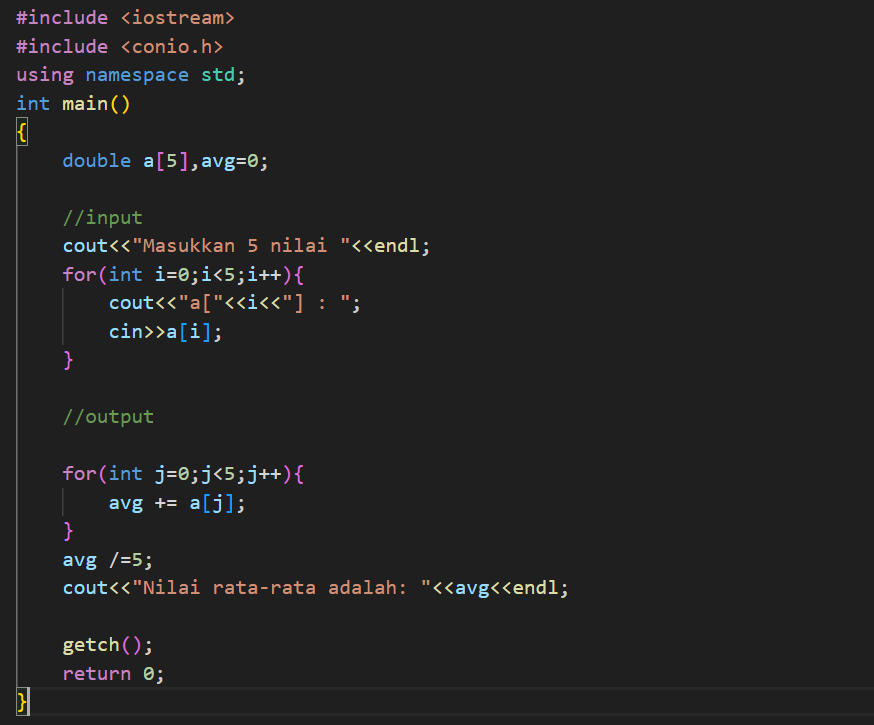 #include <iostream>
#include <conio.h>
using namespace std;
int main()
{
    double a[5],avg=0;

    //input
    cout<<"Masukkan 5 nilai "<<endl;
    for(int i=0;i<5;i++){
        cout<<"a["<<i<<"] : ";
        cin>>a[i];
    }

    //output

    for(int j=0;j<5;j++){
        avg += a[j];
    }
    avg /=5;
    cout<<"Nilai rata-rata adalah: "<<avg<<endl;

    getch();
    return 0;
}